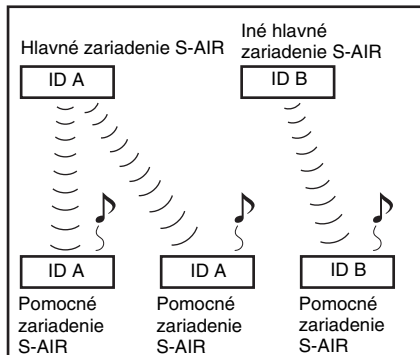 Hlavné zariadenie S-AIR
ID A
Iné hlavné
zariadenie S-AIR
ID B
ID A
Pomocné
zariadenie
S-AIR
ID A
Pomocné
zariadenie
S-AIR
ID B
Pomocné
zariadenie
S-AIR